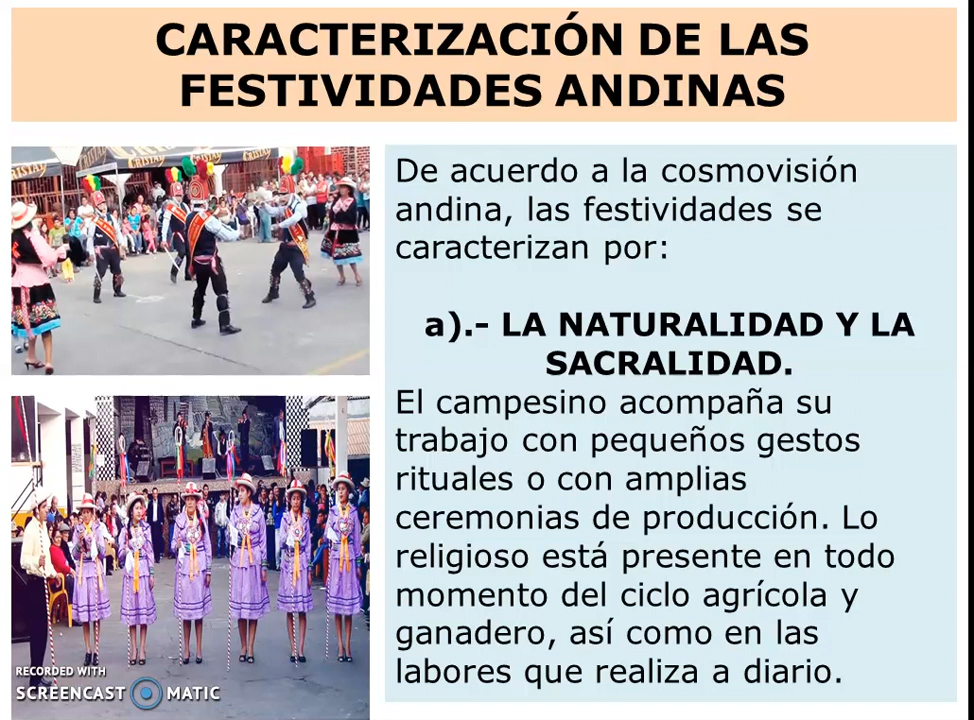 CARACTERIZACIÓN DE LAS
FESTIVIDADES ANDINAS
CRISTAL
De acuerdo a la cosmovisión
andina, las festividades se
caracterizan por:
a).- LA NATURALIDAD Y LA
SACRALIDAD.
El campesino acompaña su
trabajo con pequeños gestos
rituales o con amplias
ceremonias de producción. Lo
religioso está presente en todo
momento del ciclo agrícola y
ganadero, así como en las
labores que realiza a diario.
RECORDED WITH
SCREENCAST MATIC